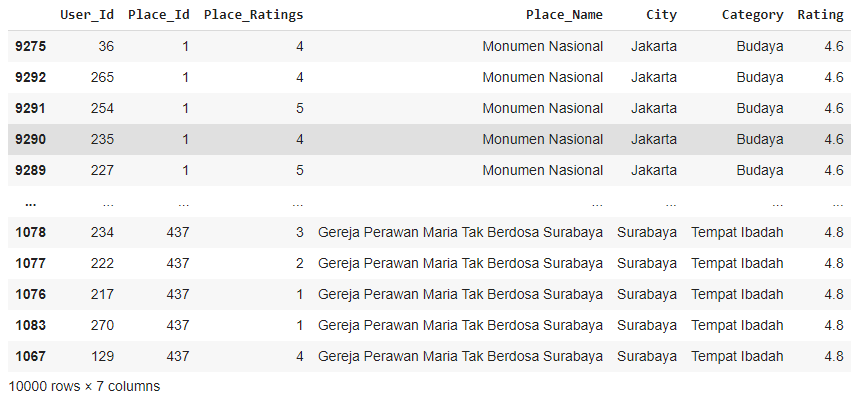 User_Id Place_Id Place_Ratings Place_Name City Category Rating
9275 36 1 4 Monumen Nasional Jakarta Budaya 4.6
9292 265 1 4 Monumen Nasional Jakarta Budaya 4.6
9291 254 1 5 Monumen Nasional Jakarta Budaya 4.6
9290 235 1 4 Monumen Nasional Jakarta Budaya 4.6
9289 227 1 5 Monumen Nasional Jakarta Budaya 4.6
... ... ... ... ... ... ... ...
1078 234 437 3 Gereja Perawan Maria Tak Berdosa Surabaya Surabaya Tempat Ibadah 4.8
1077 222 437 2 Gereja Perawan Maria Tak Berdosa Surabaya Surabaya Tempat Ibadah 4.8
1076 217 437 1 Gereja Perawan Maria Tak Berdosa Surabaya Surabaya Tempat Ibadah 4.8
1083 270 437 1 Gereja Perawan Maria Tak Berdosa Surabaya Surabaya Tempat Ibadah 4.8
1067 129 437 4 Gereja Perawan Maria Tak Berdosa Surabaya Surabaya Tempat Ibadah 4.8
10000 rows × 7 columns